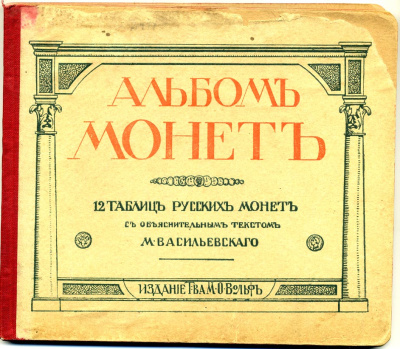 АЛЬБОМЪ
МОНЕТЪ
12 ТАБЛИЦЪ РУССКИХЪ МОНЕТЪ
СЪ ОБЪЯСНИТЕЛЬНЫМЪ ТЕКСТОМЪ
М·ВАСИЛЬЕВСКАГО
ИЗДАНІЕ Т-ВА М·О·ВОЛЬФЪ